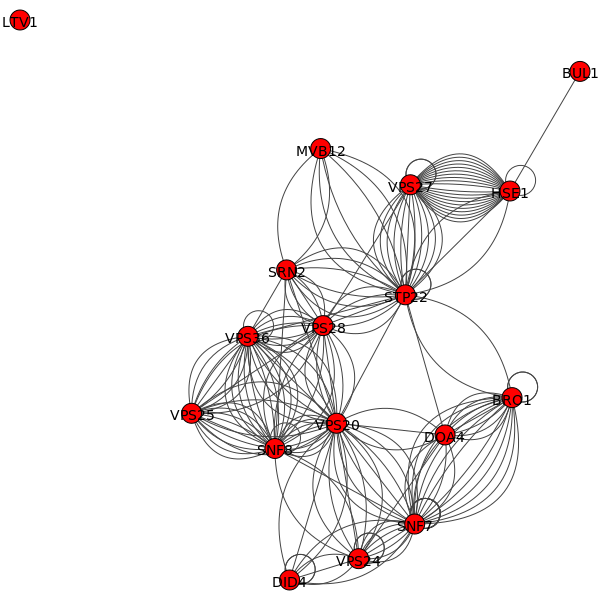 LTV1
BUL1
MVB12
VPS27
HSE1
SRN2
STP22
VPS28
VPS36
BRO1
VPS25
VPS20
DOA4
SNF8
SNF7
VPS24
DID4